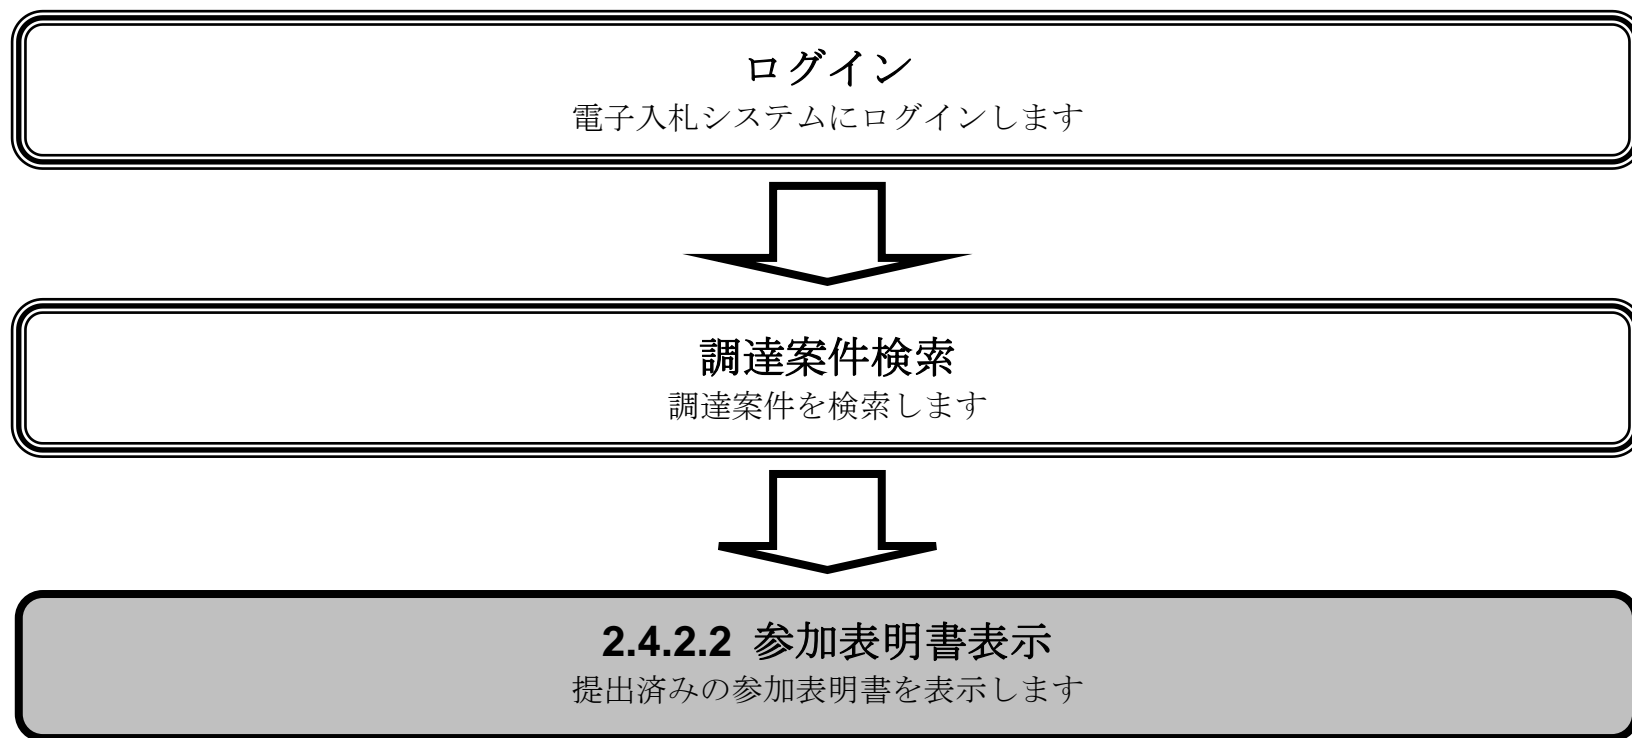 ログイン
電子入札システムにログインします
調達案件検索
調達案件を検索します
2.4.2.2 参加表明書表示
提出済みの参加表明書を表示します